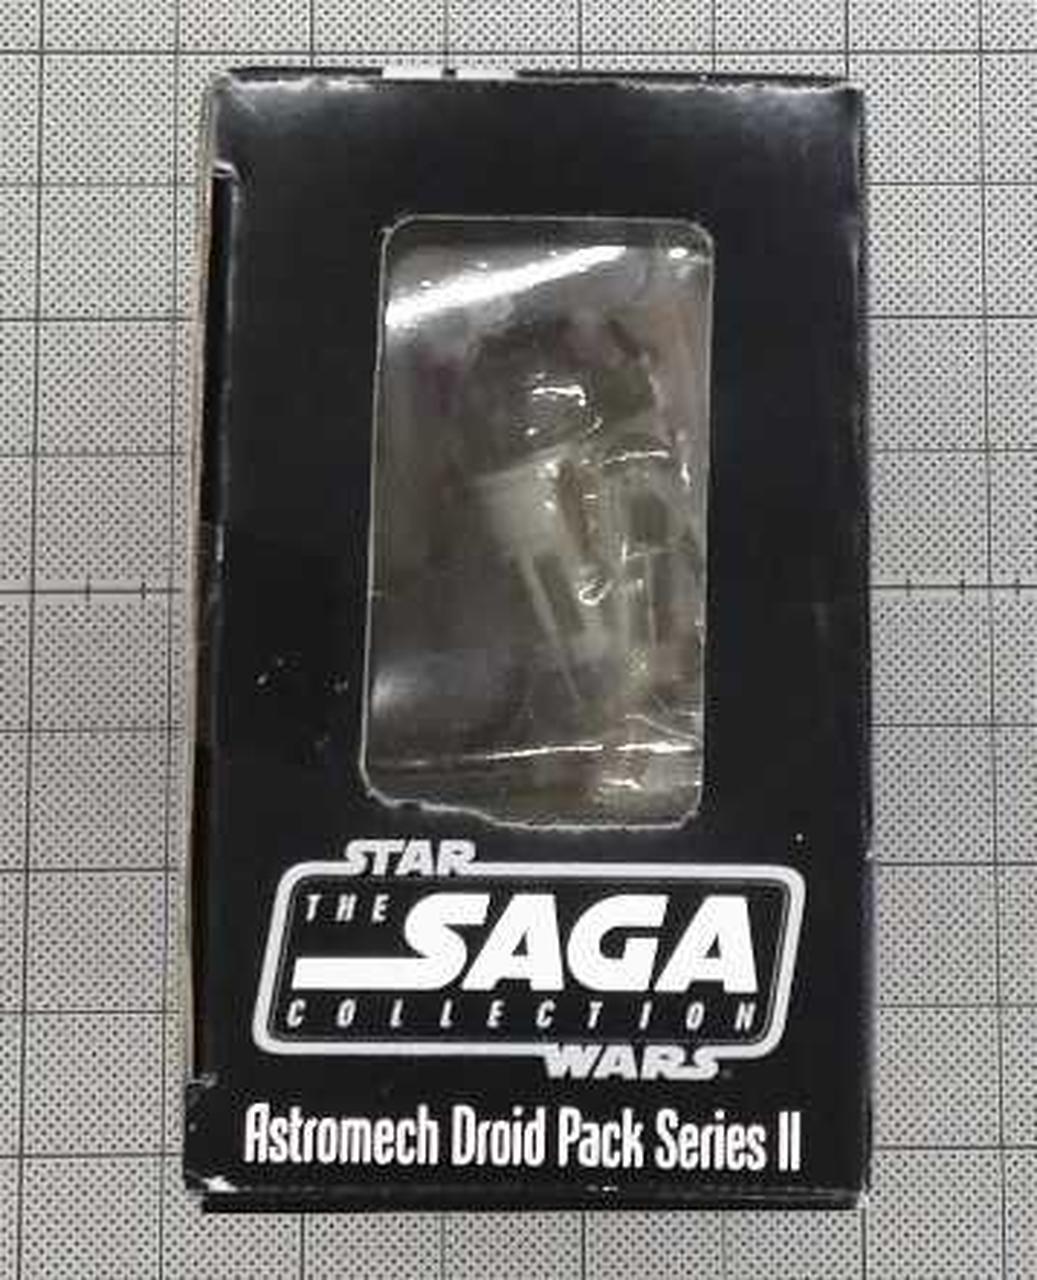 STAR
THE SAGA
COLLECTION
WARS
Astromech Droid Pack Series II